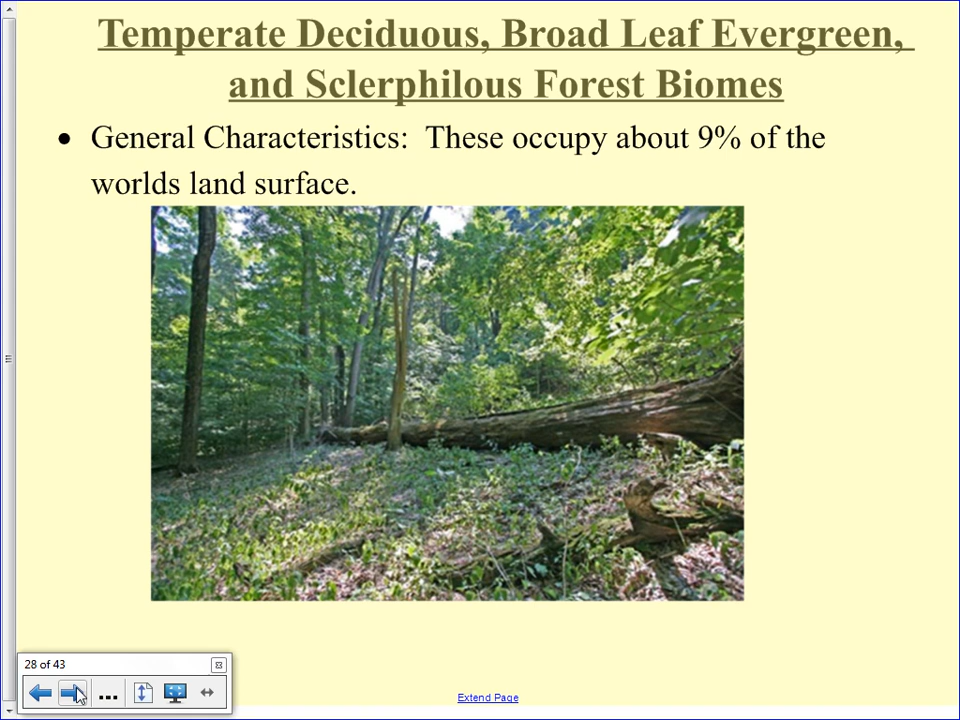 Temperate Deciduous, Broad Leaf Evergreen,
and Sclerphilous Forest Biomes
• General Characteristics: These occupy about 9% of the
worlds land surface.
28 of 43
Extend Page